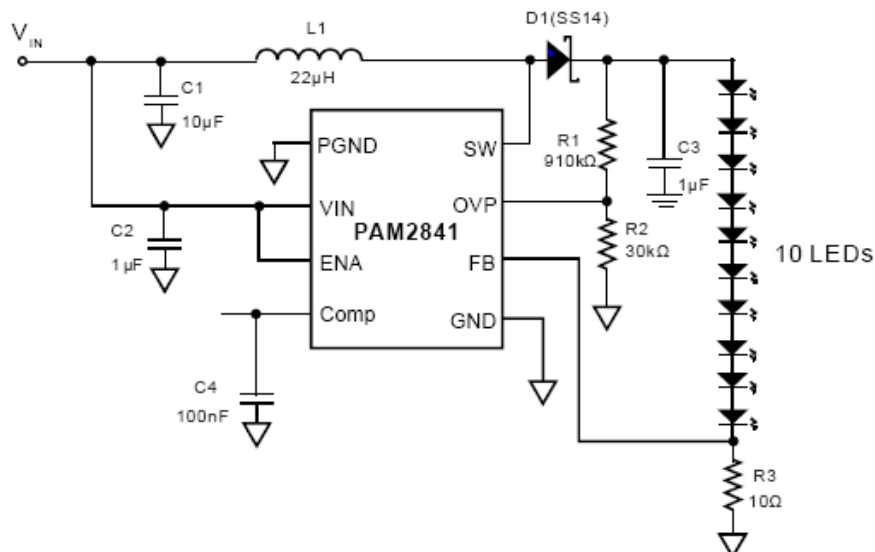 D1(SS14)
V IN
L1
22μH
C1
10μF
R1
910kΩ
C3
1μF
PGND
SW
VIN
OVP
PAM2841
C2
1μF
R2
30kΩ
ENA
FB
10 LEDs
Comp
GND
C4
100nF
R3
10Ω